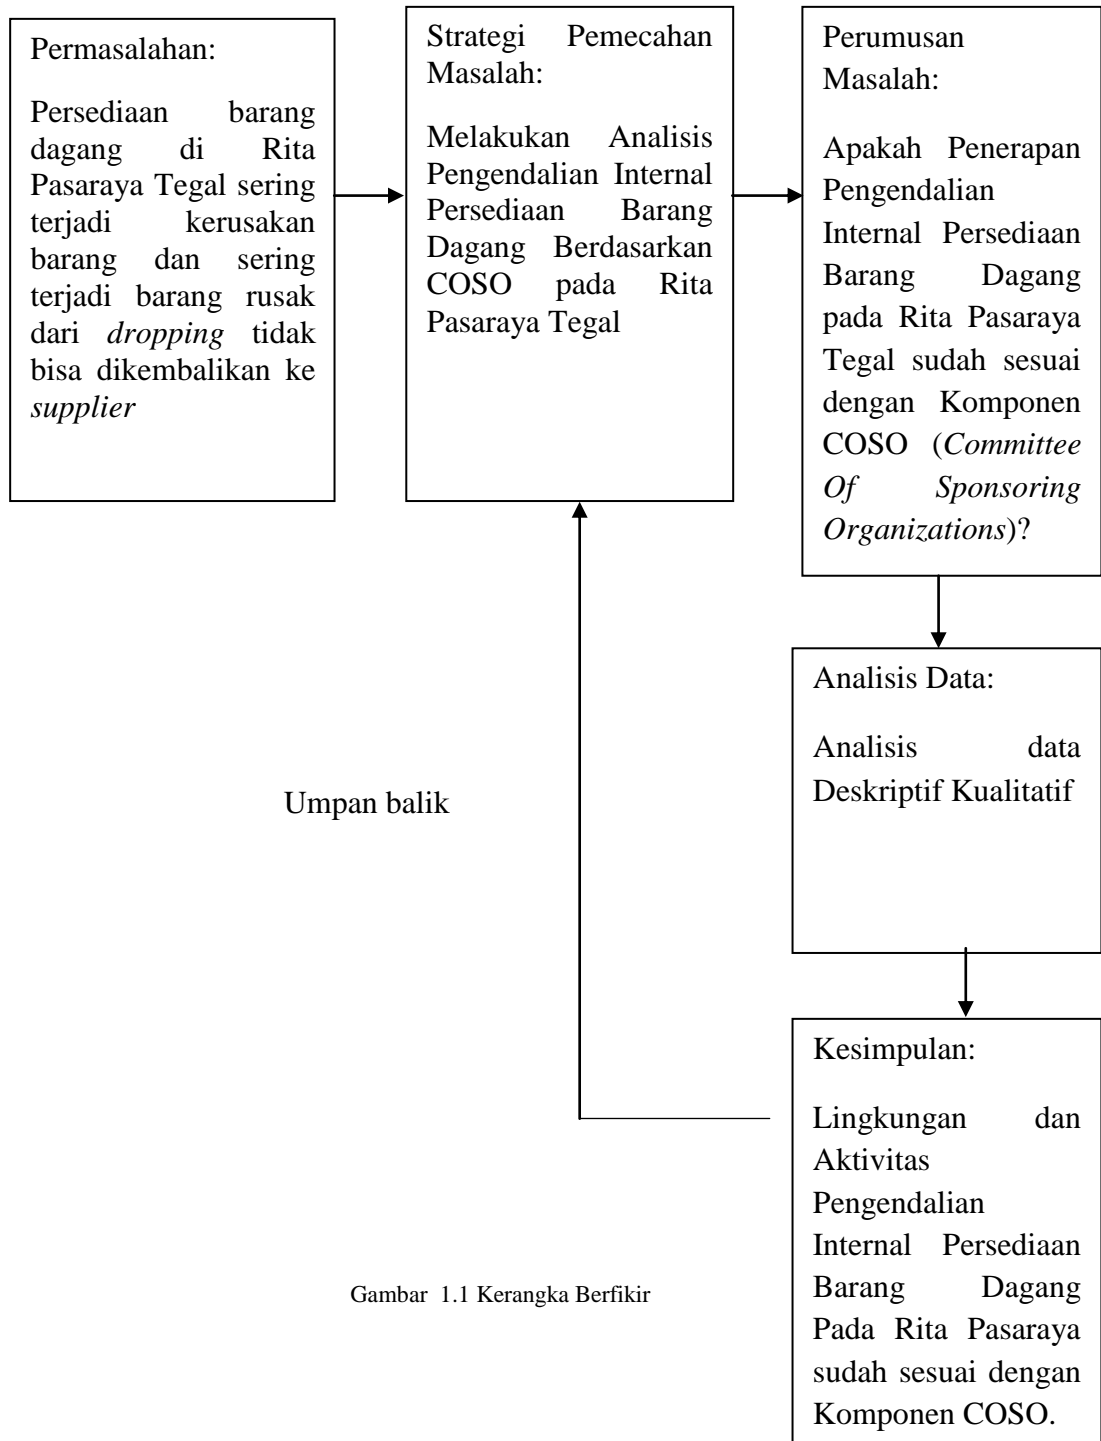 Permasalahan:
Persediaan barang
dagang di Rita
Pasaraya Tegal sering
terjadi kerusakan
barang dan sering
terjadi barang rusak
dari dropping tidak
bisa dikembalikan ke
supplier
Strategi Pemecahan
Masalah:
Melakukan Analisis
Pengendalian Internal
Persediaan Barang
Dagang Berdasarkan
COSO pada Rita
Pasaraya Tegal
Perumusan
Masalah:
Apakah Penerapan
Pengendalian
Internal Persediaan
Barang Dagang
pada Rita Pasaraya
Tegal sudah sesuai
dengan Komponen
COSO (Committee
Of Sponsoring
Organizations)?
Analisis Data:
Analisis data
Deskriptif Kualitatif
Umpan balik
Kesimpulan:
Lingkungan dan
Aktivitas
Pengendalian
Internal Persediaan
Barang Dagang
Pada Rita Pasaraya
sudah sesuai dengan
Komponen COSO.
Gambar 1.1 Kerangka Berfikir